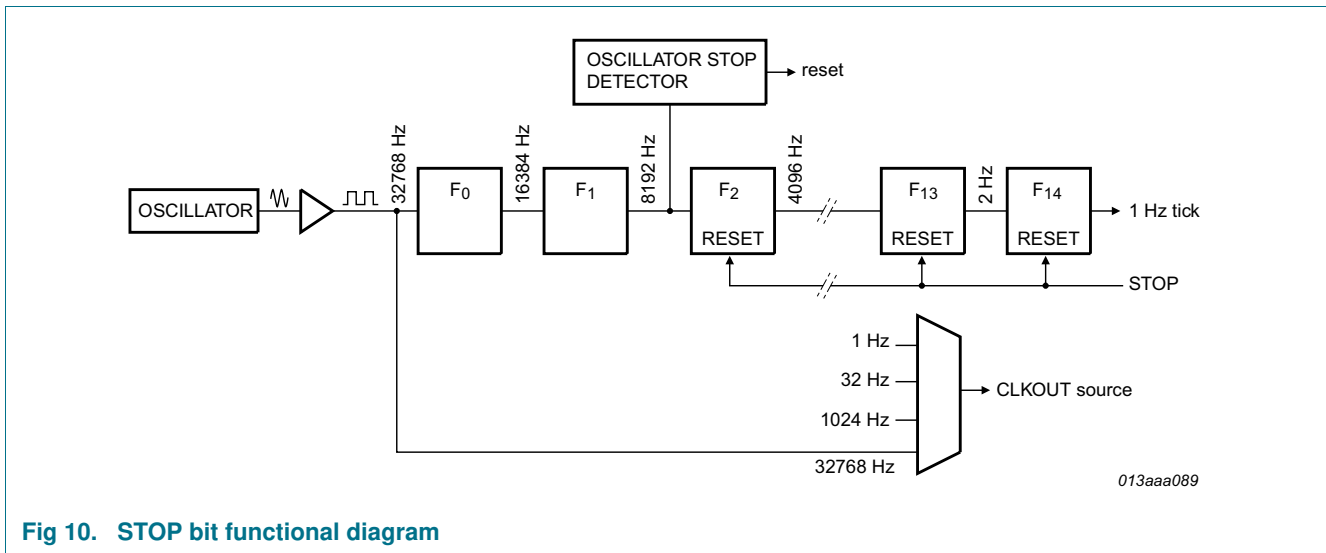 OSCILLATOR STOP
DETECTOR
reset
32768 Hz
16384 Hz
8192 Hz
4096 Hz
2 Hz
OSCILLATOR
F0
F1
F2
RESET
F13
RESET
F14
RESET
1 Hz tick
STOP
1 Hz
32 Hz
1024 Hz
32768 Hz
CLKOUT source
013aaa089
Fig 10. STOP bit functional diagram